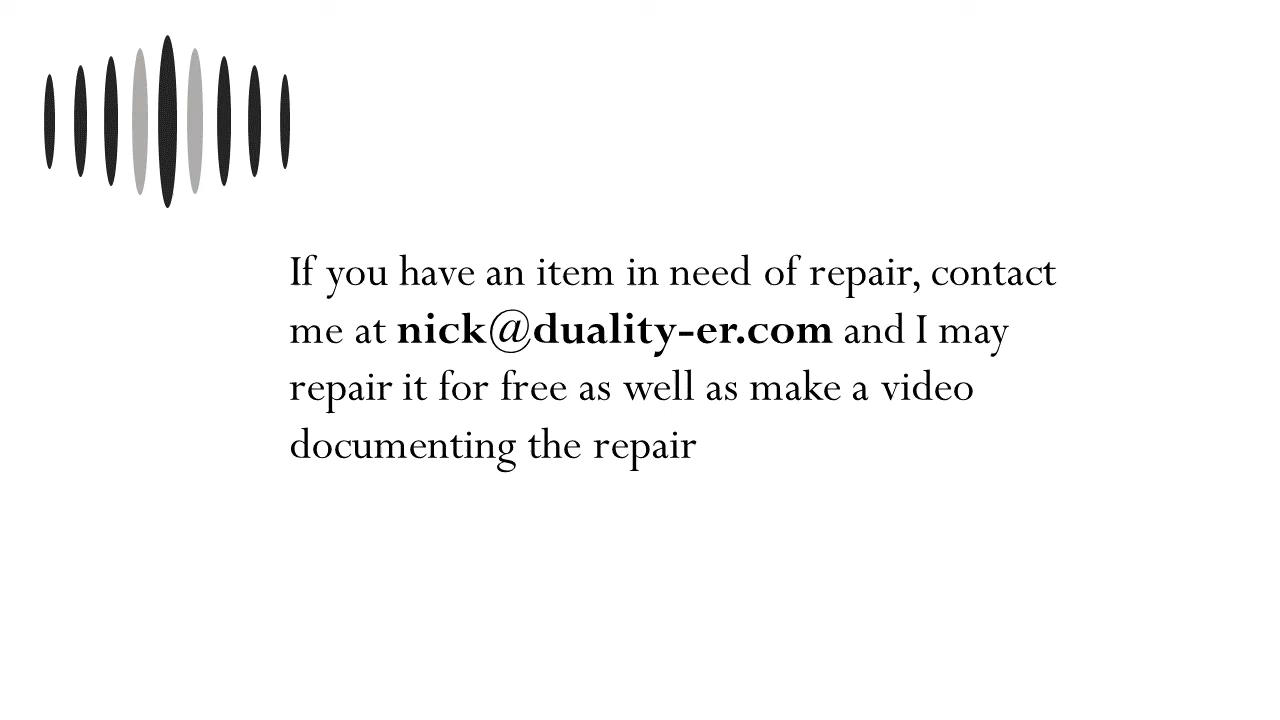 If you have an item in need of repair, contact
me at nick@duality-er.com and I may
repair it for free as well as make a video
documenting the repair